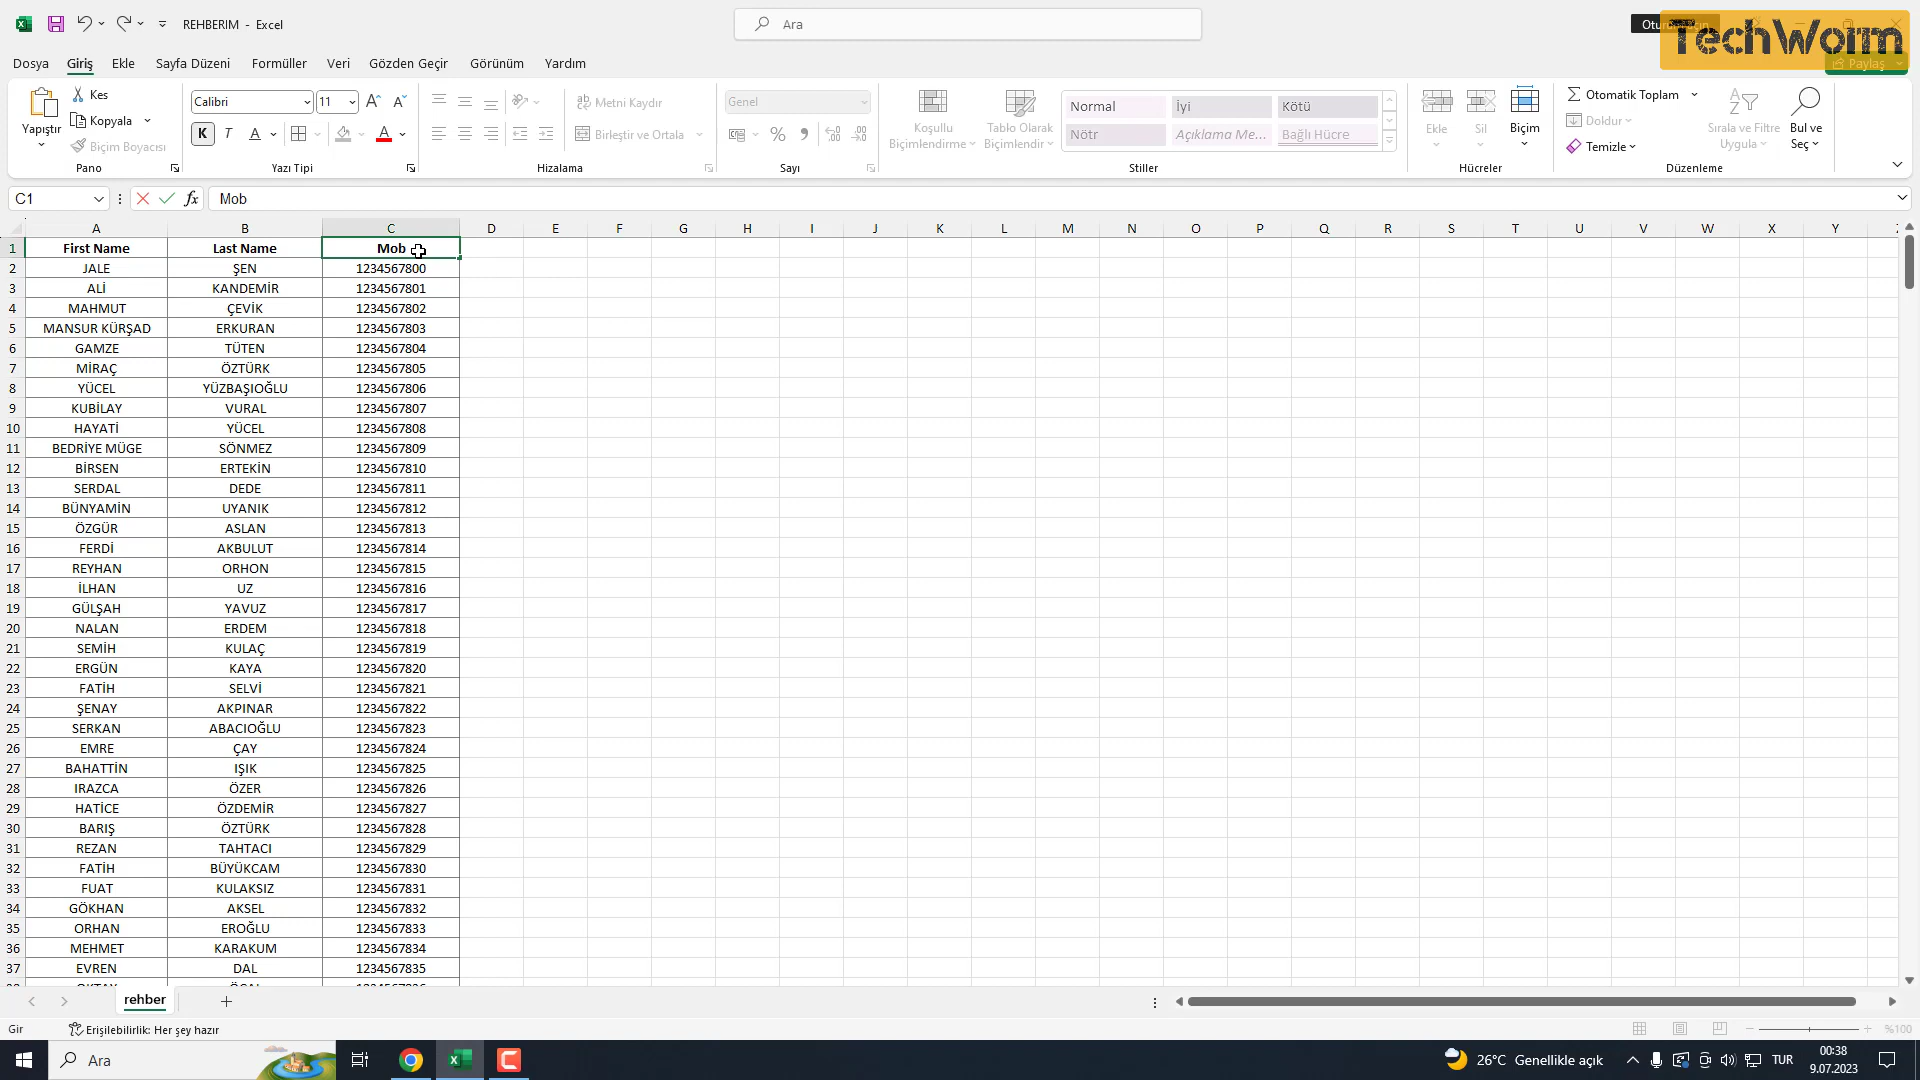 REHBERIM - Excel
Ara
TechWorm
Paylaş
Dosya
Giriş
Ekle
Sayfa Düzeni
Formüller
Veri
Gözden Geçir
Görünüm
Yardım
Yapıştır
Kes
Kopyala
Biçim Boyacısı
Pano
Calibri
11
K
T
A
A
Yazı Tipi
Metni Kaydır
Birleştir ve Ortala
Hizalama
Genel
Sayı
Koşullu
Biçimlendirme
Tablo Olarak
Biçimlendir
Normal
İyi
Kötü
Nötr
Açıklama Me...
Bağlı Hücre
Stiller
Ekle
Sil
Biçim
Hücreler
Otomatik Toplam
Doldur
Temizle
Sırala ve Filtre
Uygula
Bul ve
Seç
Düzenleme
C1
fx
Mob
A B C D E F G H I J K L M N O P Q R S T U V W X Y
1 First Name Last Name Mob
2 JALE ŞEN 1234567800
3 ALİ KANDEMİR 1234567801
4 MAHMUT ÇEVİK 1234567802
5 MANSUR KÜRŞAD ERKURAN 1234567803
6 GAMZE TÜTEN 1234567804
7 MİRAÇ ÖZTÜRK 1234567805
8 YÜCEL YÜZBAŞIOĞLU 1234567806
9 KUBİLAY VURAL 1234567807
10 HAYATİ YÜCEL 1234567808
11 BEDRİYE MÜGE SÖNMEZ 1234567809
12 BİRSEN ERTEKİN 1234567810
13 SERDAL DEDE 1234567811
14 BÜNYAMİN UYANIK 1234567812
15 ÖZGÜR ASLAN 1234567813
16 FERDİ AKBULUT 1234567814
17 REYHAN ORHON 1234567815
18 İLHAN UZ 1234567816
19 GÜLŞAH YAVUZ 1234567817
20 NALAN ERDEM 1234567818
21 SEMİH KULAÇ 1234567819
22 ERGÜN KAYA 1234567820
23 FATİH SELVİ 1234567821
24 ŞENAY AKPINAR 1234567822
25 SERKAN ABACIOĞLU 1234567823
26 EMRE ÇAY 1234567824
27 BAHATTİN IŞIK 1234567825
28 IRAZCA ÖZER 1234567826
29 HATİCE ÖZDEMİR 1234567827
30 BARIŞ ÖZTÜRK 1234567828
31 REZAN TAHTACI 1234567829
32 FATİH BÜYÜKCAM 1234567830
33 FUAT KULAKSIZ 1234567831
34 GÖKHAN AKSEL 1234567832
35 ORHAN EROĞLU 1234567833
36 MEHMET KARAKUM 1234567834
37 EVREN DAL 1234567835
rehber
Gir
Erişilebilirlik: Her şey hazır
%100
Ara
26°C Genellikle açık
TUR
00:38
9.07.2023